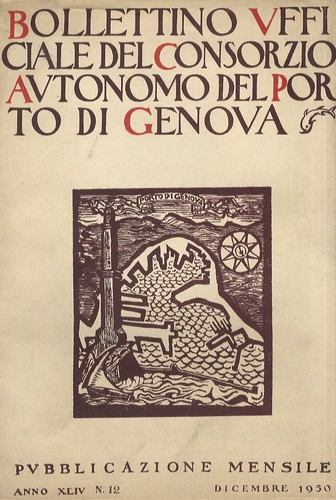 BOLLETTINO VFFI
CIALE DEL CONSORZIO
AVTONOMO DEL POR
TO DI GENOVA
PORTO DI GENOVA
PVBBLICAZIONE MENSILE
ANNO XLIV N. 12 DICEMBRE 1950